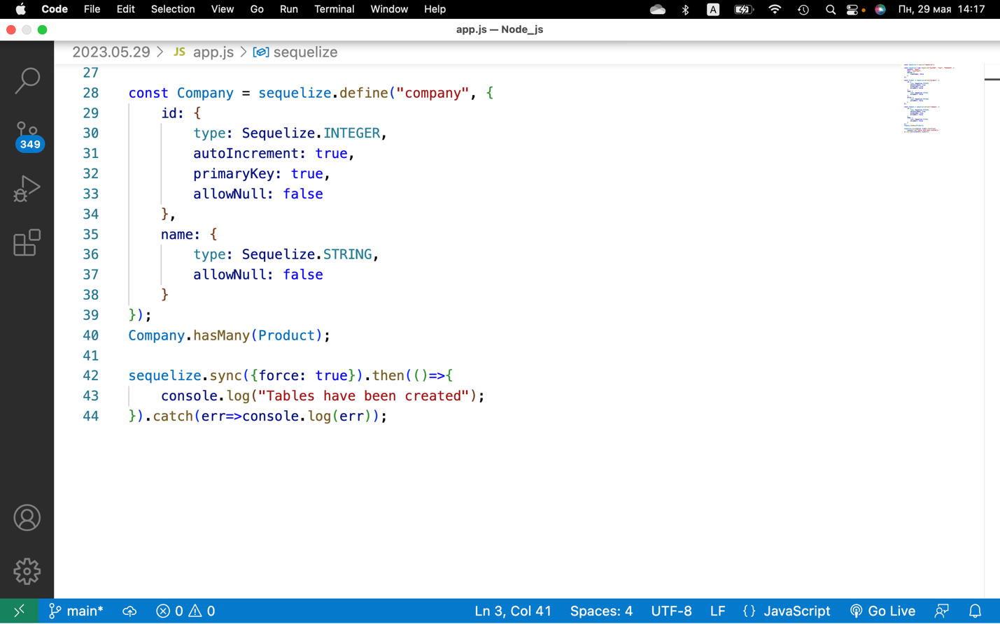 Code File Edit Selection View Go Run Terminal Window Help A Пн, 29 мая 14:17
app.js — Node_js
2023.05.29 > JS app.js > sequelize
27
28 const Company = sequelize.define("company", {
29 id: {
30 type: Sequelize.INTEGER,
31 autoIncrement: true,
32 primaryKey: true,
33 allowNull: false
34 },
35 name: {
36 type: Sequelize.STRING,
37 allowNull: false
38 }
39 });
40 Company.hasMany(Product);
41
42 sequelize.sync({force: true}).then(()=>{
43 console.log("Tables have been created");
44 }).catch(err=>console.log(err));
349
main* 0 0 Ln 3, Col 41 Spaces: 4 UTF-8 LF {} JavaScript Go Live